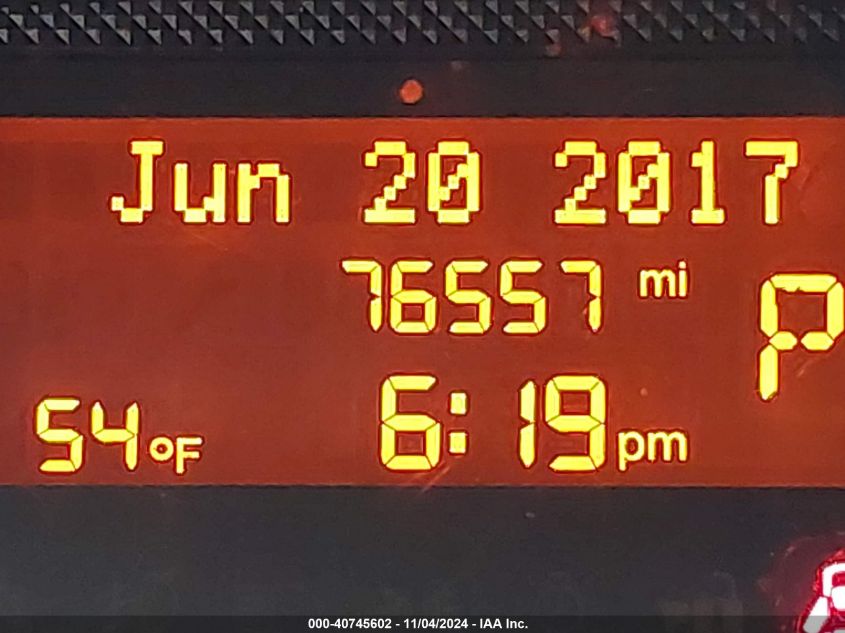 Jun 20 2017
76557 mi
P
54°F 6:19 pm
000-40745602 - 11/04/2024 - IAA Inc.